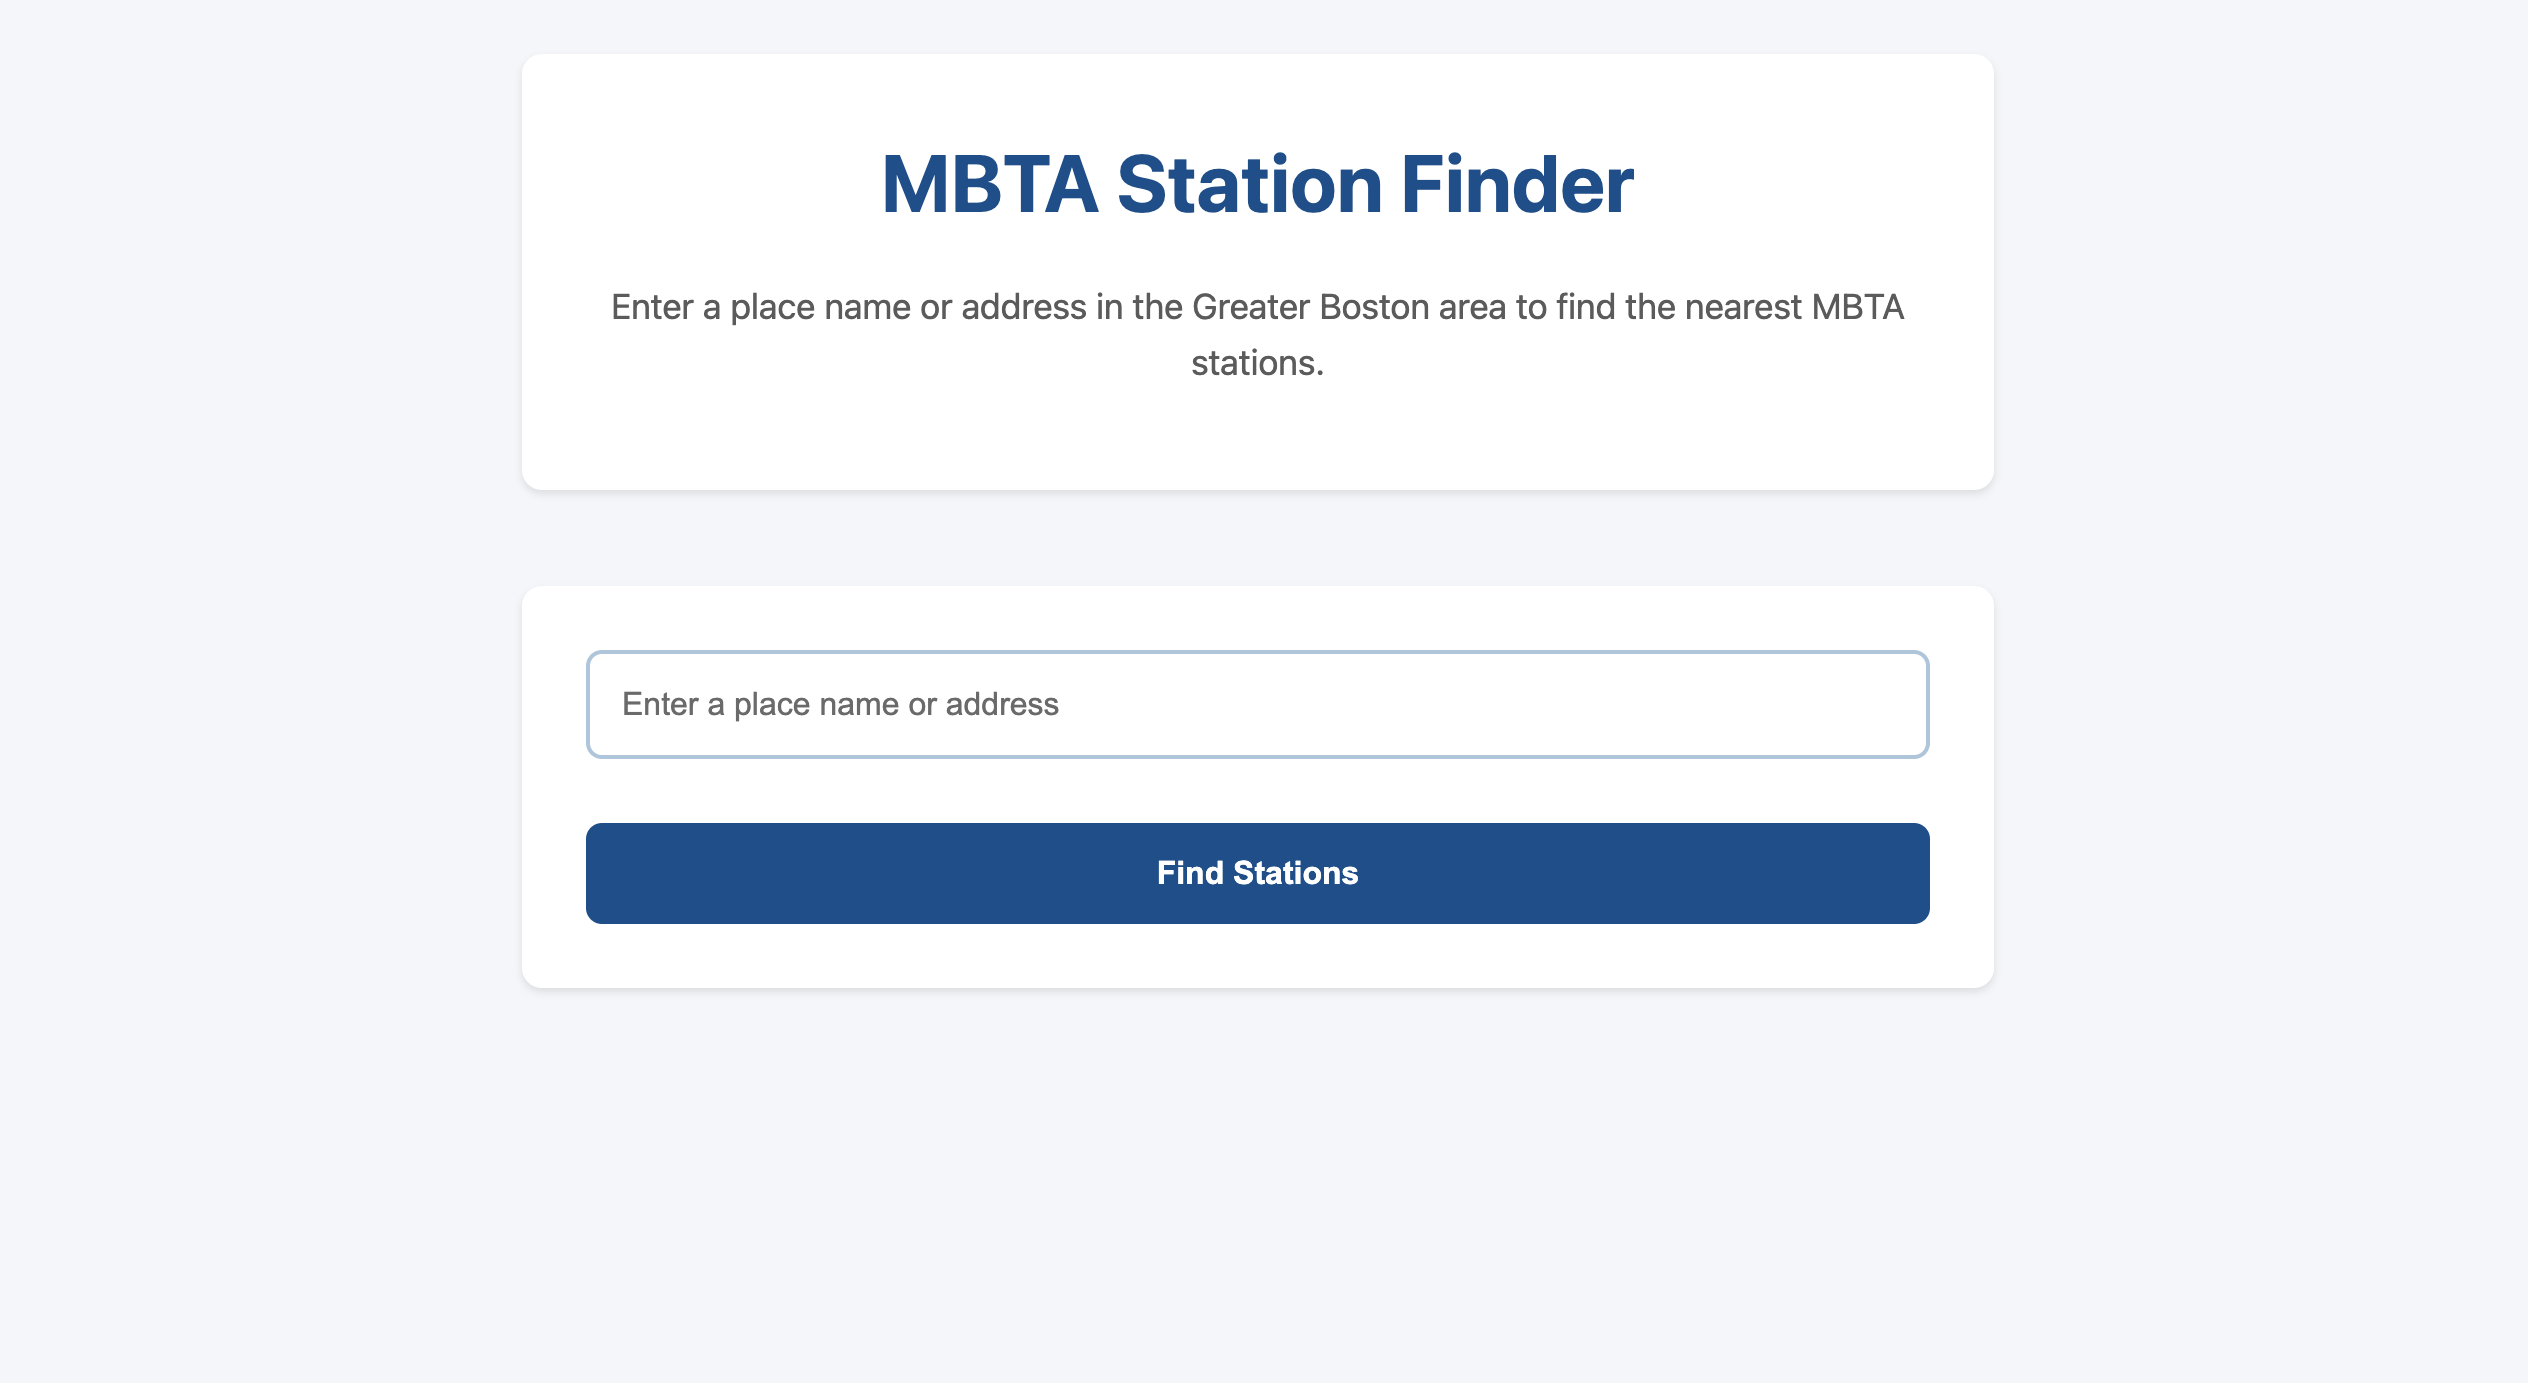 MBTA Station Finder
Enter a place name or address in the Greater Boston area to find the nearest MBTA
stations.
Enter a place name or address
Find Stations